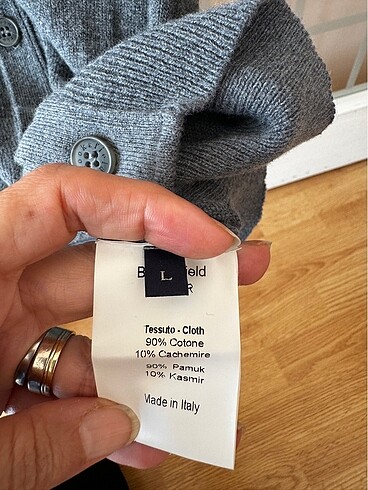 L
Tessuto - Cloth
90% Cotone
10% Cachemire
90% Pamuk
10% Kasmir
Made in Italy